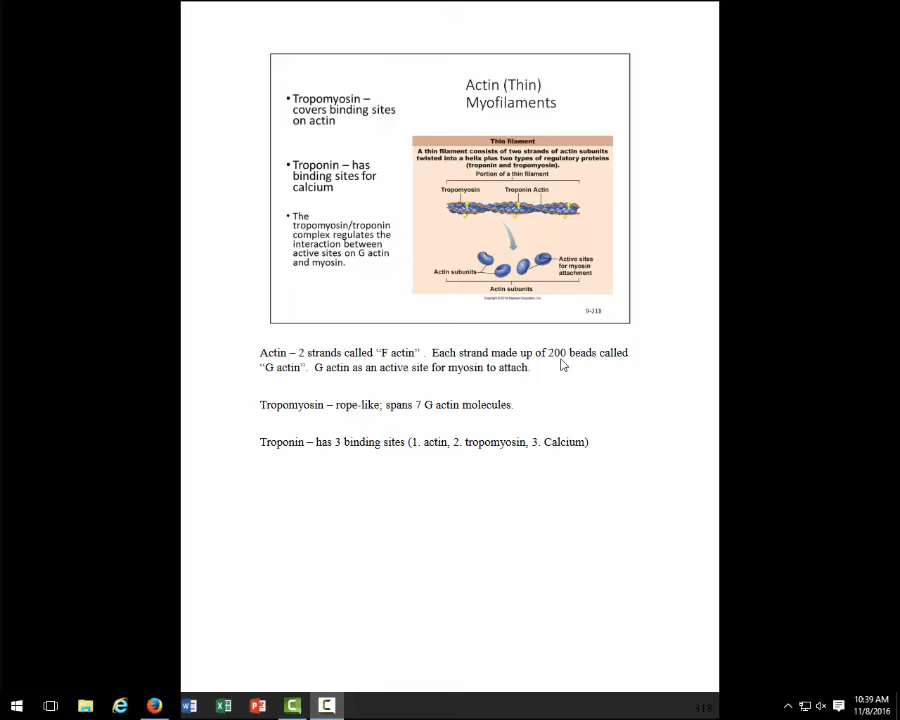 Actin (Thin)
Myofilaments
• Tropomyosin –
covers binding sites
on actin
• Troponin – has
binding sites for
calcium
• The
tropomyosin/troponin
complex regulates the
interaction between
active sites on G actin
and myosin.
Thin filament
A thin filament consists of two strands of actin subunits
twisted into a helix plus two types of regulatory proteins
(troponin and tropomyosin).
Portion of a thin filament
Tropomyosin Troponin Actin
Actin subunits
Active sites
for myosin
attachment
Actin subunits
9-318
Actin – 2 strands called “F actin” . Each strand made up of 200 beads called
“G actin”. G actin as an active site for myosin to attach.
Tropomyosin – rope-like; spans 7 G actin molecules.
Troponin – has 3 binding sites (1. actin, 2. tropomyosin, 3. Calcium)
318
10:39 AM
11/8/2016